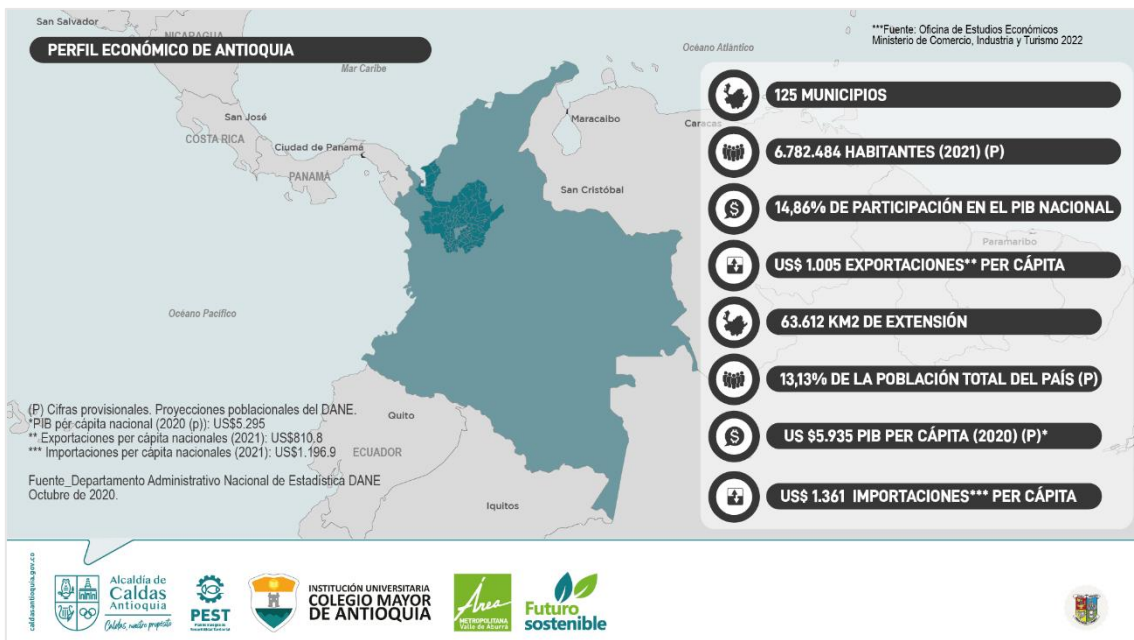 San Salvador
NICARAGUA
PERFIL ECONÓMICO DE ANTIOQUIA
Mar Caribe
Océano Atlántico
***Fuente: Oficina de Estudios Económicos
Ministerio de Comercio, Industria y Turismo 2022
San José
COSTA RICA
Ciudad de Panamá
PANAMÁ
Maracaibo
Caracas
San Cristóbal
Paramaribo
Océano Pacífico
Quito
ECUADOR
Iquitos
125 MUNICIPIOS
6.782.484 HABITANTES (2021) (P)
14,86% DE PARTICIPACIÓN EN EL PIB NACIONAL
US$ 1.005 EXPORTACIONES** PER CÁPITA
63.612 KM2 DE EXTENSIÓN
13,13% DE LA POBLACIÓN TOTAL DEL PAÍS (P)
US $5.935 PIB PER CÁPITA (2020) (P)*
US$ 1.361 IMPORTACIONES*** PER CÁPITA
(P) Cifras provisionales. Proyecciones poblacionales del DANE.
*PIB per cápita nacional (2020 (p)): US$5.295
** Exportaciones per cápita nacionales (2021): US$810.8
*** Importaciones per cápita nacionales (2021): US$1.196.9
Fuente_Departamento Administrativo Nacional de Estadística DANE
Octubre de 2020.
caldasantioquia.gov.co
Alcaldía de
Caldas
Antioquia
Caldas, nuestro propósito
PEST
INSTITUCIÓN UNIVERSITARIA
COLEGIO MAYOR
DE ANTIOQUIA
Área
METROPOLITANA
Valle de Aburrá
Futuro
sostenible